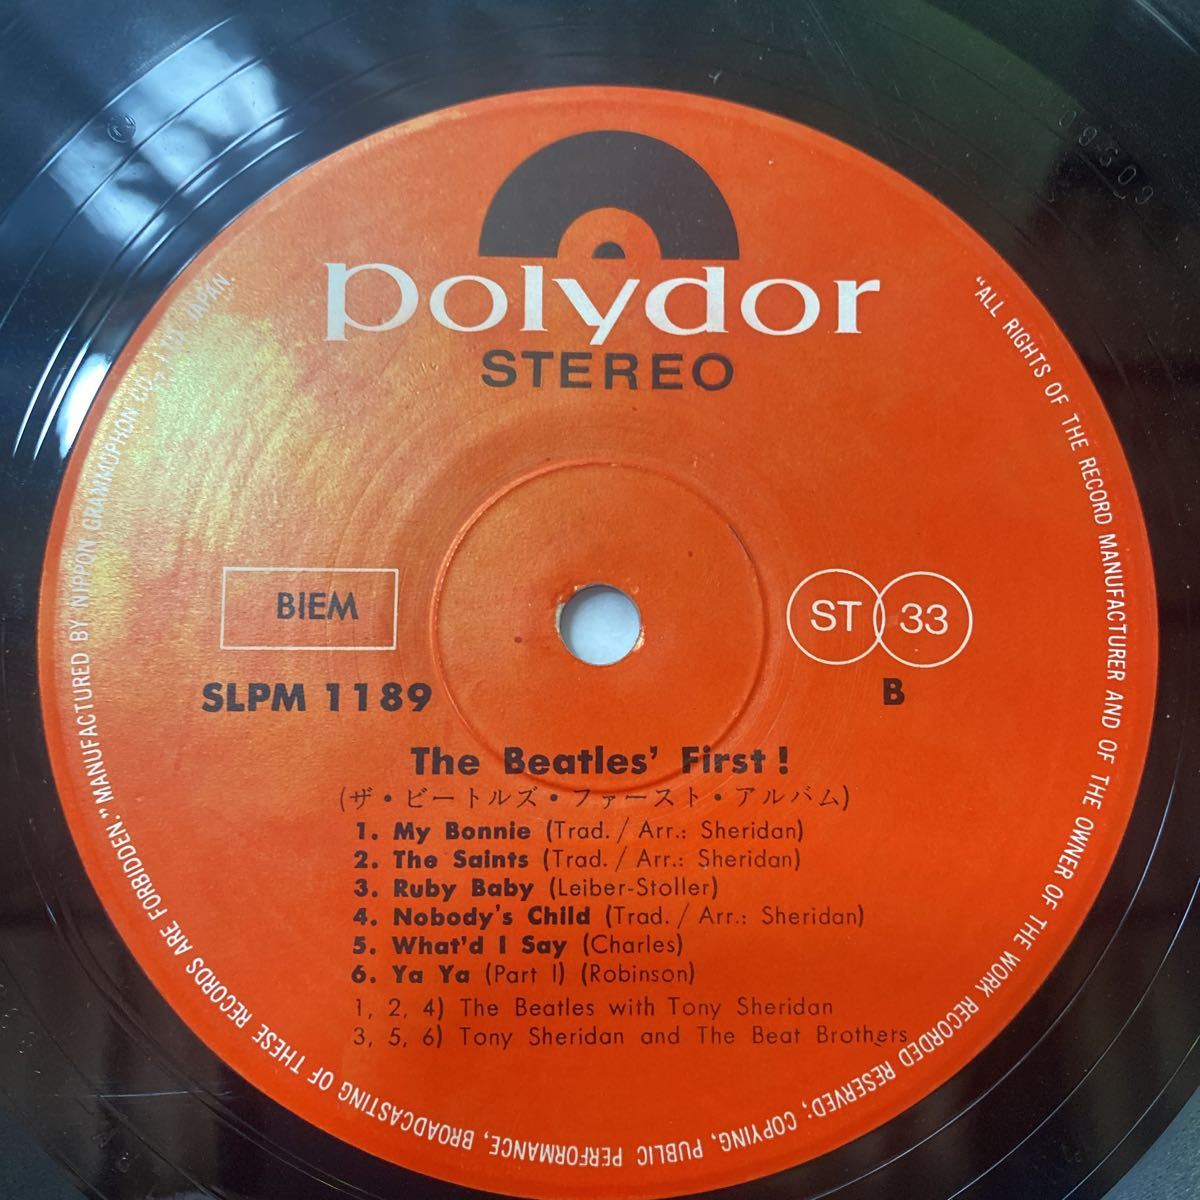 polydor
STEREO
BIEM
ST 33
SLPM 1189
B
The Beatles' First !
(ザ・ビートルズ・ファースト・アルバム)
1. My Bonnie (Trad. / Arr.: Sheridan)
2. The Saints (Trad. / Arr.: Sheridan)
3. Ruby Baby (Leiber-Stoller)
4. Nobody's Child (Trad. / Arr.: Sheridan)
5. What'd I Say (Charles)
6. Ya Ya (Part I) (Robinson)
1, 2, 4) The Beatles with Tony Sheridan
3, 5, 6) Tony Sheridan and The Beat Brothers
"ALL RIGHTS OF THE RECORD MANUFACTURER AND OF THE OWNER OF THE WORK RECORDED RESERVED; COPYING, PUBLIC PERFORMANCE, BROADCASTING OF THESE RECORDS ARE FORBIDDEN." MANUFACTURED BY NIPPON GRAMMOPHON CO., LTD. JAPAN.